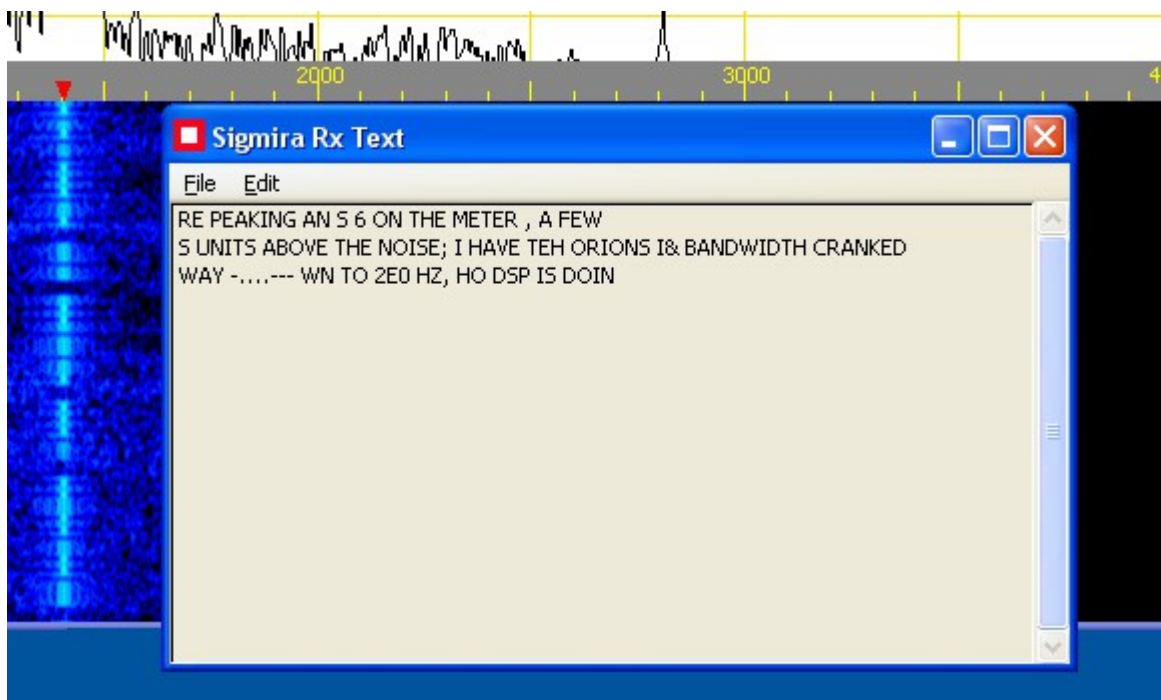 2000
3000
4
Sigmira Rx Text
File Edit
RE PEAKING AN S 6 ON THE METER , A FEW
S UNITS ABOVE THE NOISE; I HAVE TEH ORIONS I& BANDWIDTH CRANKED
WAY -....--- WN TO 2E0 HZ, HO DSP IS DOIN